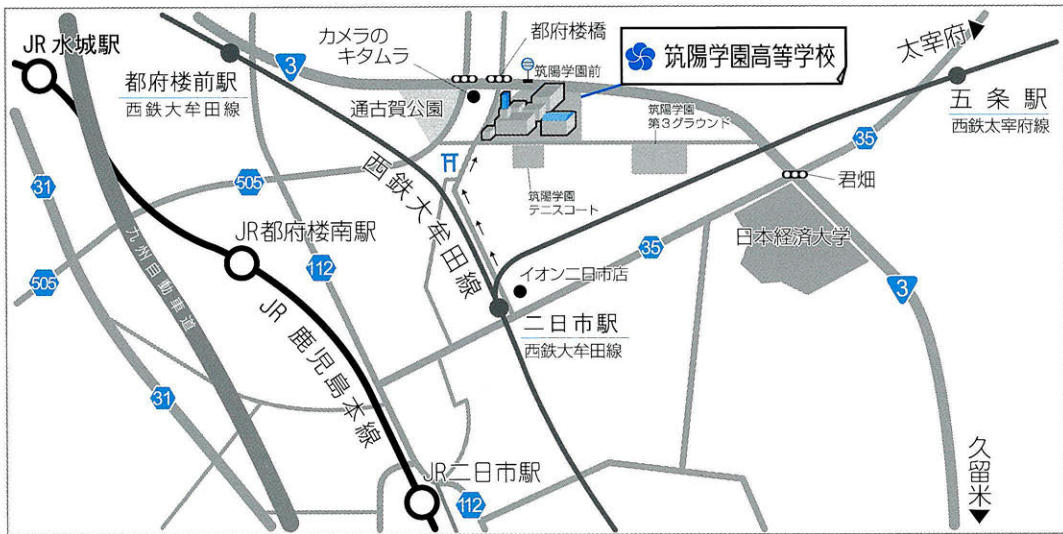 JR水城駅
3
都府楼前駅
西鉄大牟田線
カメラの
キタムラ
都府楼橋
筑陽学園前
筑陽学園高等学校
太宰府
五条駅
西鉄太宰府線
通古賀公園
筑陽学園
第3グラウンド
35
31
505
西鉄大牟田線
君畑
筑陽学園
テニスコート
JR都府楼南駅
日本経済大学
35
505
112
九州自動車道
イオン二日市店
3
JR 鹿児島本線
二日市駅
西鉄大牟田線
31
久留米
JR二日市駅
112